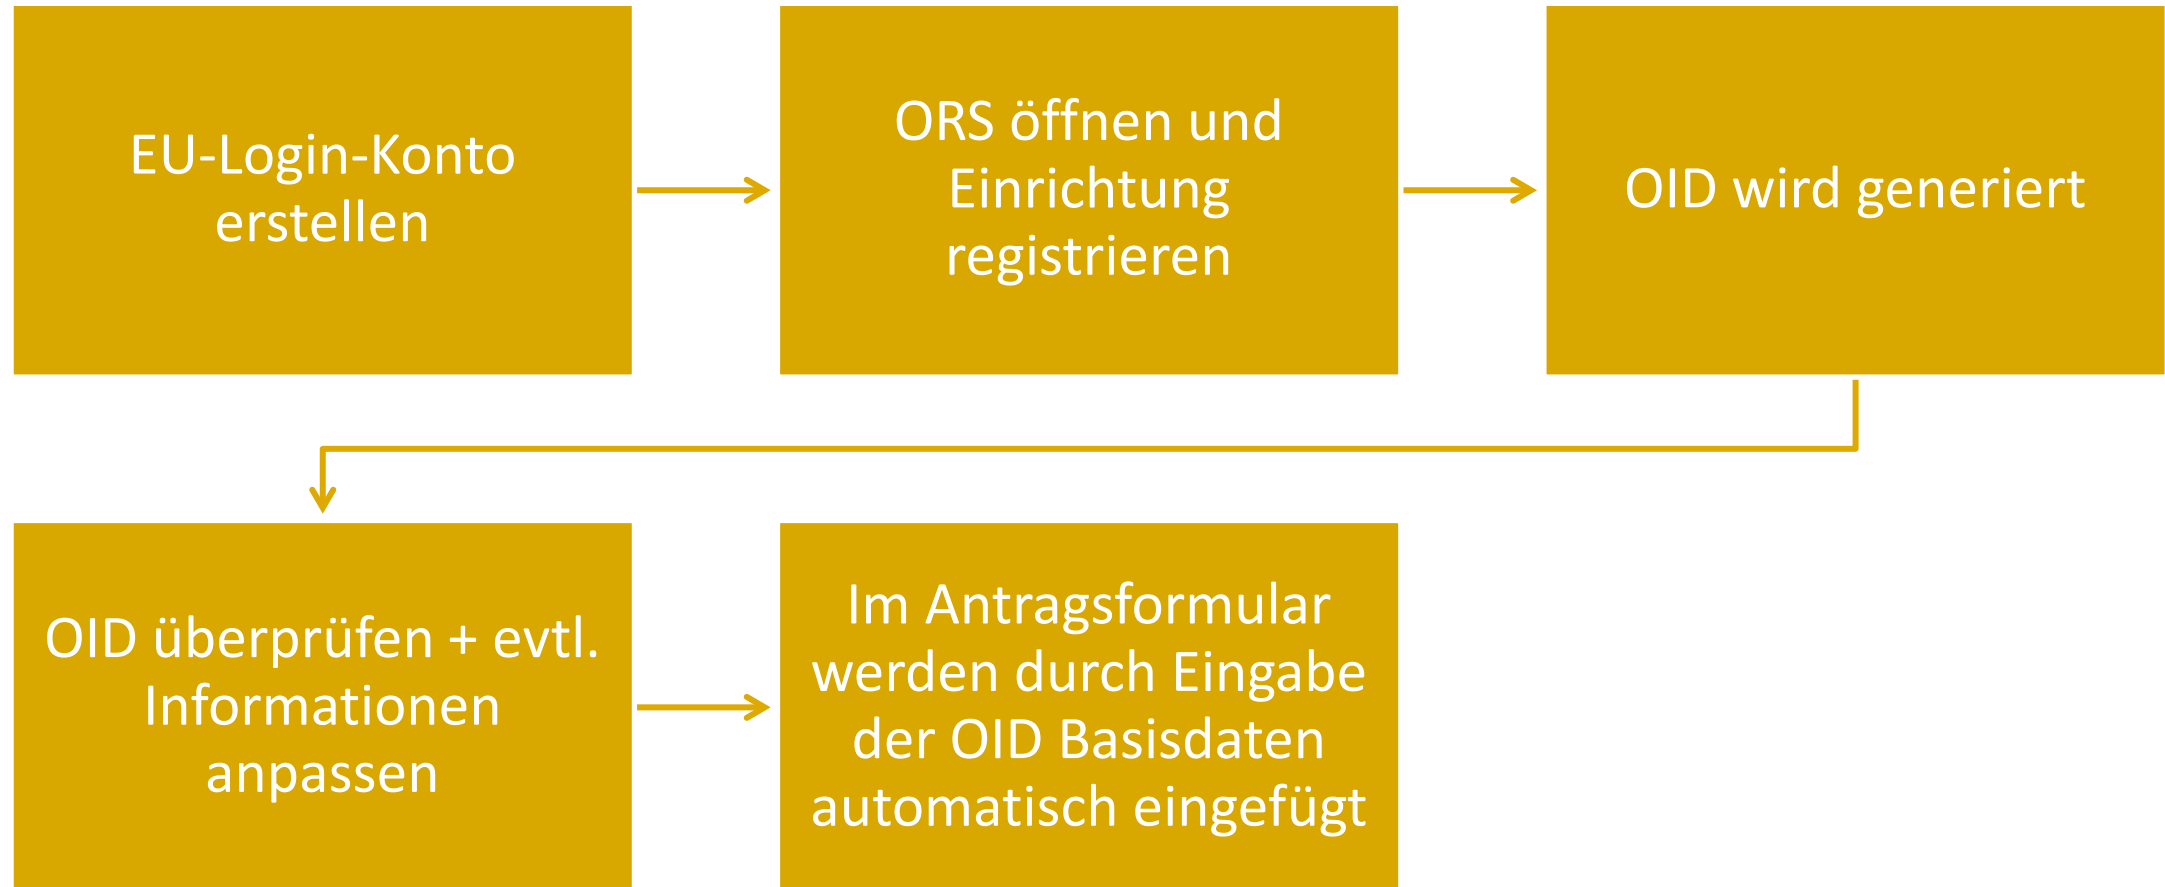 EU-Login-Konto
erstellen
ORS öffnen und
Einrichtung
registrieren
OID wird generiert
OID überprüfen + evtl.
Informationen
anpassen
Im Antragsformular
werden durch Eingabe
der OID Basisdaten
automatisch eingefügt